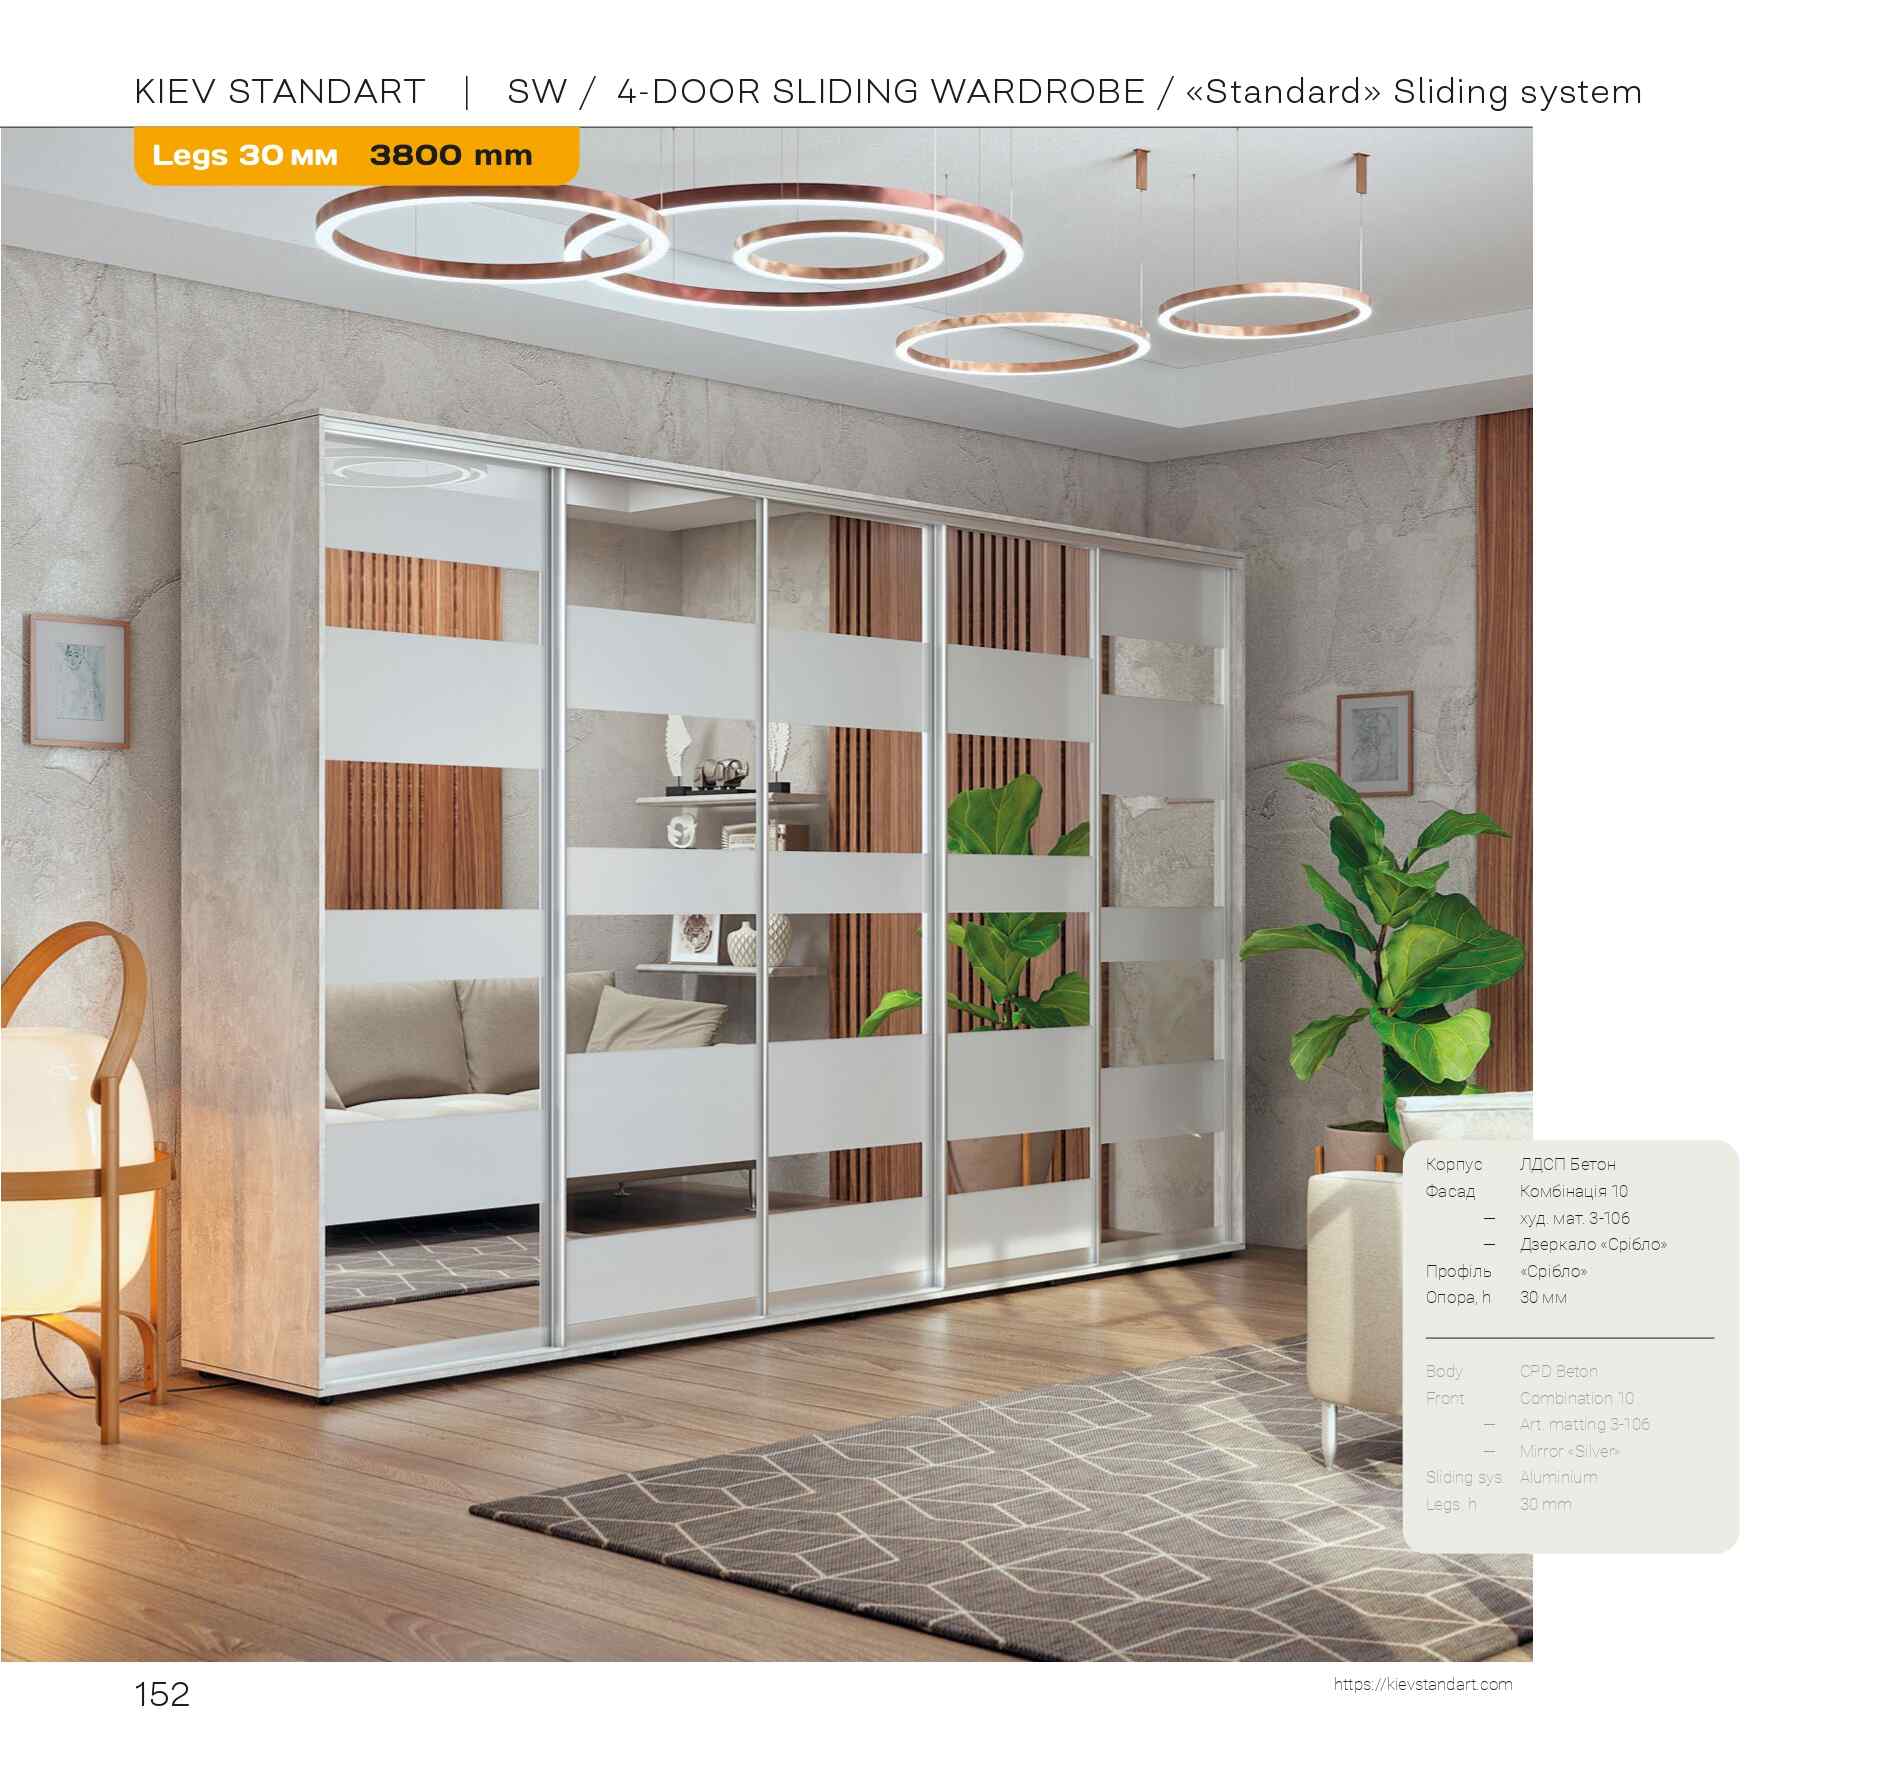 KIEV STANDART | SW / 4-DOOR SLIDING WARDROBE / «Standard» Sliding system
Legs 30 мм 3800 mm
Корпус ЛДСП Бетон
Фасад Комбінація 10
— худ. мат. 3-106
— Дзеркало «Срібло»
Профіль «Срібло»
Опора, h 30 мм
Body CPD Beton
Front Combination 10
— Art. matting 3-106
— Mirror «Silver»
Sliding sys. Aluminium
Legs. h 30 mm
152
https://kievstandart.com